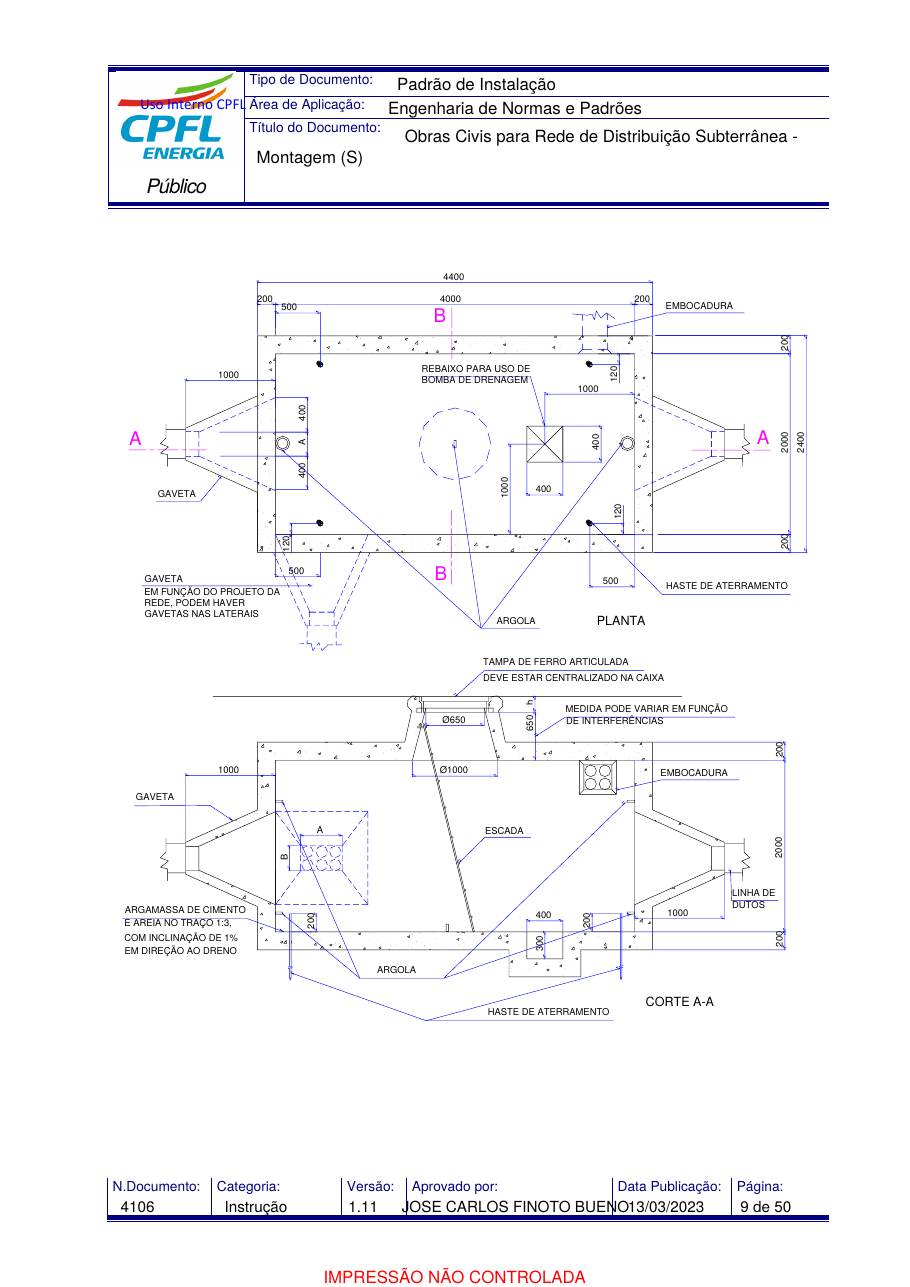 Tipo de Documento: Padrão de Instalação
Uso Interno CPFL
Área de Aplicação: Engenharia de Normas e Padrões
Título do Documento: Obras Civis para Rede de Distribuição Subterrânea -
Montagem (S)
CPFL
ENERGIA
Público
4400
200 4000 200
500
B
EMBOCADURA
200
REBAIXO PARA USO DE
BOMBA DE DRENAGEM
120
1000
1000
400
A
A
400
400
400
1000
A
2000
2400
GAVETA
120
120
200
500
B
500
GAVETA
EM FUNÇÃO DO PROJETO DA
REDE, PODEM HAVER
GAVETAS NAS LATERAIS
HASTE DE ATERRAMENTO
ARGOLA
PLANTA
TAMPA DE FERRO ARTICULADA
DEVE ESTAR CENTRALIZADO NA CAIXA
h
MEDIDA PODE VARIAR EM FUNÇÃO
DE INTERFERÊNCIAS
Ø650
650
200
1000
Ø1000
EMBOCADURA
GAVETA
A
ESCADA
B
2000
LINHA DE
DUTOS
ARGAMASSA DE CIMENTO
E AREIA NO TRAÇO 1:3,
COM INCLINAÇÃO DE 1%
EM DIREÇÃO AO DRENO
200
400
200
1000
300
200
ARGOLA
HASTE DE ATERRAMENTO
CORTE A-A
N.Documento: Categoria: Versão: Aprovado por: Data Publicação: Página:
4106 Instrução 1.11 JOSE CARLOS FINOTO BUENO 13/03/2023 9 de 50
IMPRESSÃO NÃO CONTROLADA